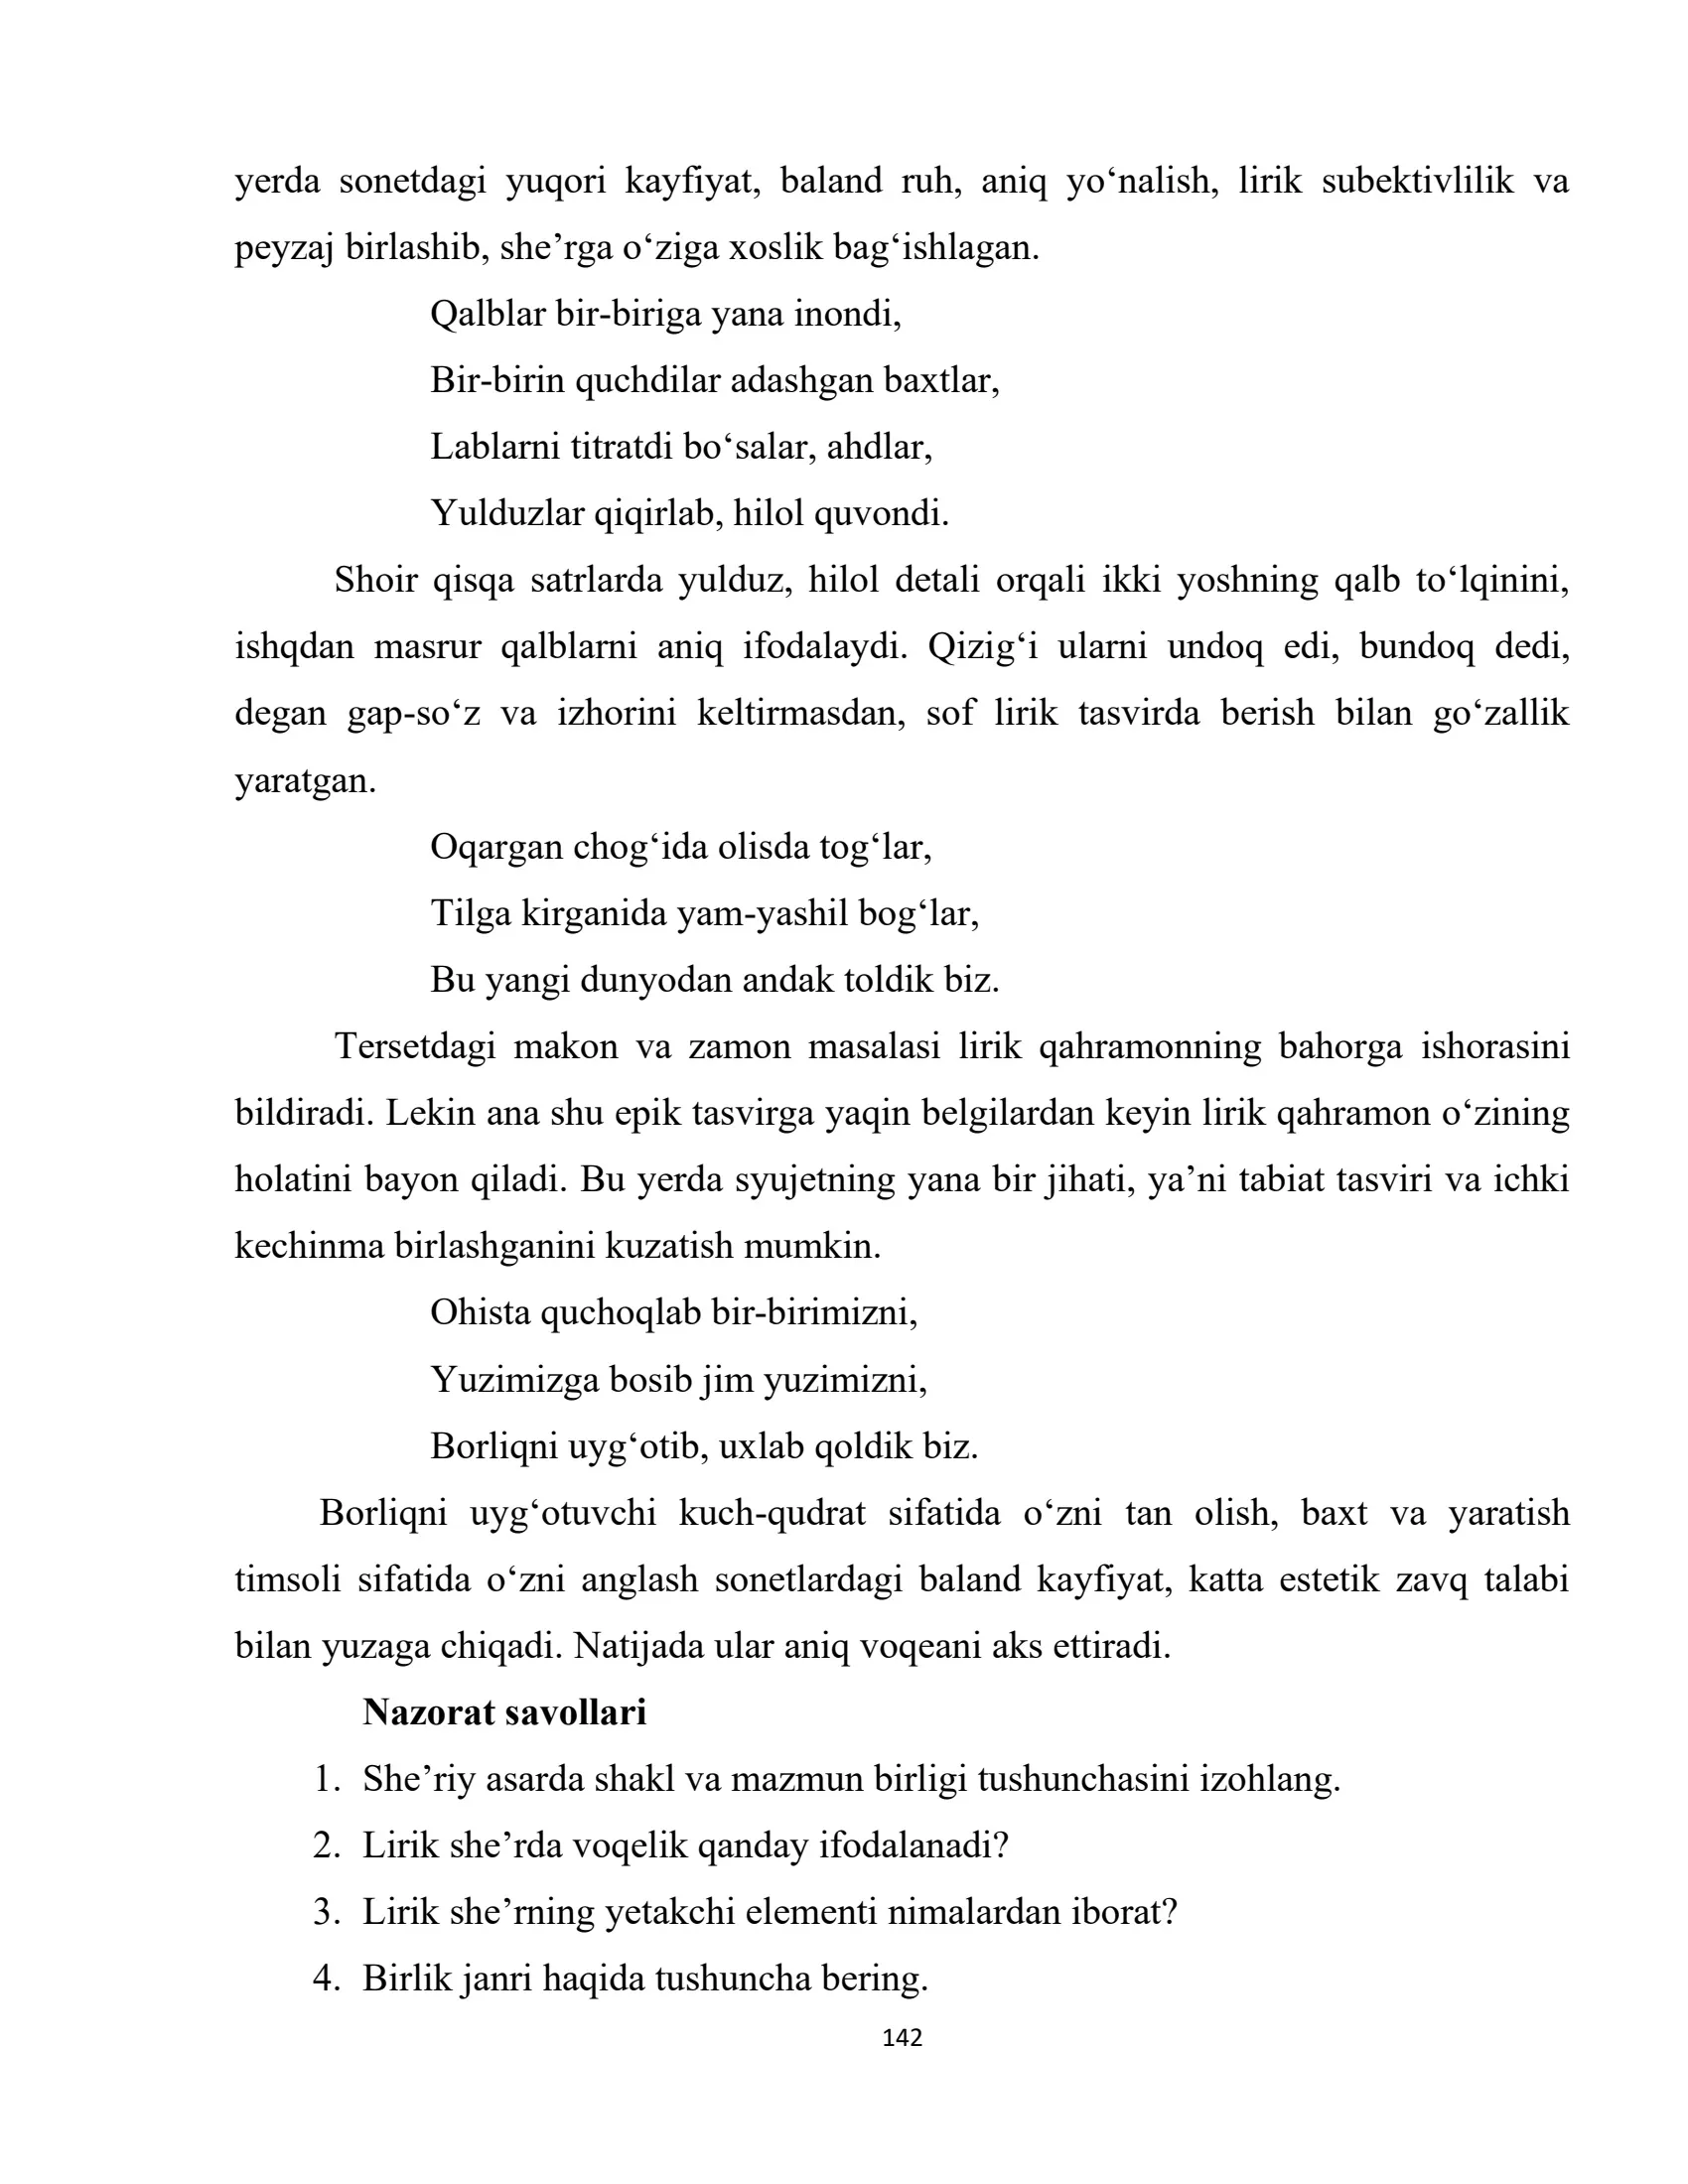 yerda sonetdagi yuqori kayfiyat, baland ruh, aniq yo‘nalish, lirik subektivlilik va
peyzaj birlashib, she’rga o‘ziga xoslik bag‘ishlagan.
Qalblar bir-biriga yana inondi,
Bir-birin quchdilar adashgan baxtlar,
Lablarni titratdi bo‘salar, ahdlar,
Yulduzlar qiqirlab, hilol quvondi.
Shoir qisqa satrlarda yulduz, hilol detali orqali ikki yoshning qalb to‘lqinini,
ishqdan masrur qalblarni aniq ifodalaydi. Qizig‘i ularni undoq edi, bundoq dedi,
degan gap-so‘z va izhorini keltirmasdan, sof lirik tasvirda berish bilan go‘zallik
yaratgan.
Oqargan chog‘ida olisda tog‘lar,
Tilga kirganida yam-yashil bog‘lar,
Bu yangi dunyodan andak toldik biz.
Tersetdagi makon va zamon masalasi lirik qahramonning bahorga ishorasini
bildiradi. Lekin ana shu epik tasvirga yaqin belgilardan keyin lirik qahramon o‘zining
holatini bayon qiladi. Bu yerda syujetning yana bir jihati, ya’ni tabiat tasviri va ichki
kechinma birlashganini kuzatish mumkin.
Ohista quchoqlab bir-birimizni,
Yuzimizga bosib jim yuzimizni,
Borliqni uyg‘otib, uxlab qoldik biz.
Borliqni uyg‘otuvchi kuch-qudrat sifatida o‘zni tan olish, baxt va yaratish
timsoli sifatida o‘zni anglash sonetlardagi baland kayfiyat, katta estetik zavq talabi
bilan yuzaga chiqadi. Natijada ular aniq voqeani aks ettiradi.
Nazorat savollari
1. She’riy asarda shakl va mazmun birligi tushunchasini izohlang.
2. Lirik she’rda voqelik qanday ifodalanadi?
3. Lirik she’rning yetakchi elementi nimalardan iborat?
4. Birlik janri haqida tushuncha bering.
142